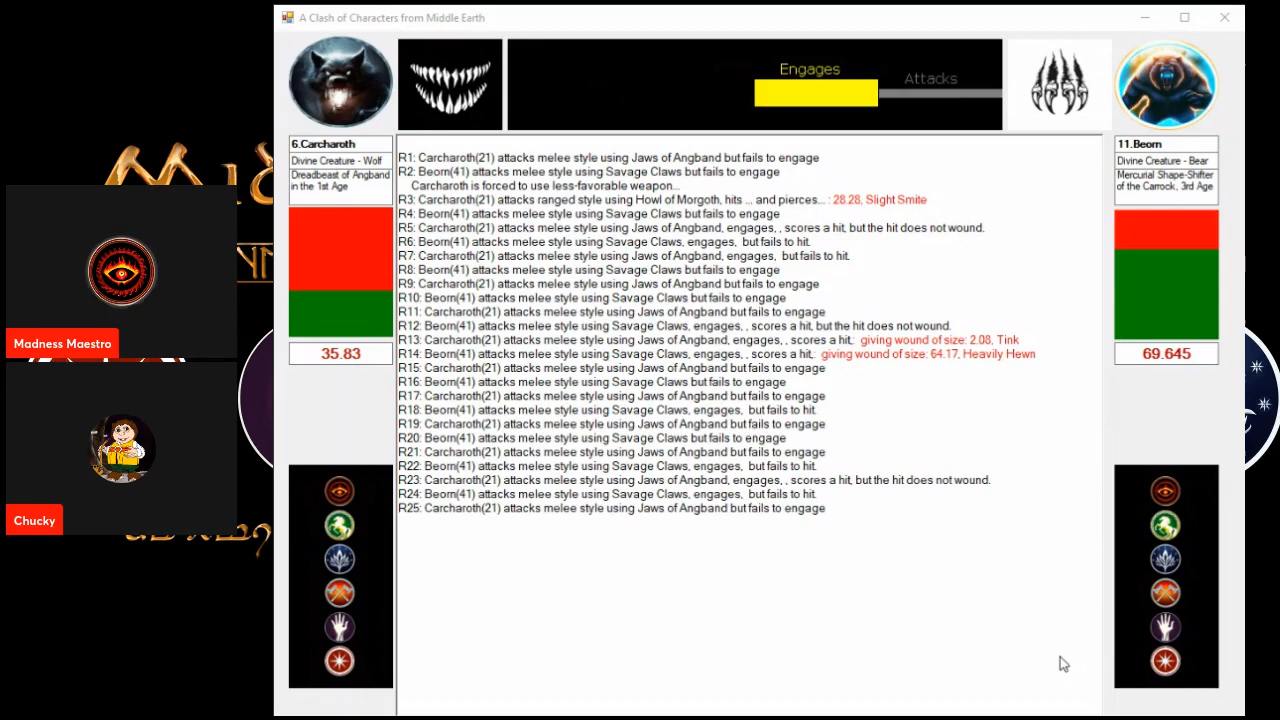 A Clash of Characters from Middle Earth
Engages
Attacks
6.Carcharoth
Divine Creature - Wolf
Dreadbeast of Angband
in the 1st Age
35.83
11.Beorn
Divine Creature - Bear
Mercurial Shape-Shifter
of the Carrock, 3rd Age
69.645
R1: Carcharoth(21) attacks melee style using Jaws of Angband but fails to engage
R2: Beorn(41) attacks melee style using Savage Claws but fails to engage
Carcharoth is forced to use less-favorable weapon...
R3: Carcharoth(21) attacks ranged style using Howl of Morgoth, hits ... and pierces... : 28.28, Slight Smite
R4: Beorn(41) attacks melee style using Savage Claws but fails to engage
R5: Carcharoth(21) attacks melee style using Jaws of Angband, engages, , scores a hit, but the hit does not wound.
R6: Beorn(41) attacks melee style using Savage Claws, engages,  but fails to hit.
R7: Carcharoth(21) attacks melee style using Jaws of Angband, engages,  but fails to hit.
R8: Beorn(41) attacks melee style using Savage Claws but fails to engage
R9: Carcharoth(21) attacks melee style using Jaws of Angband but fails to engage
R10: Beorn(41) attacks melee style using Savage Claws but fails to engage
R11: Carcharoth(21) attacks melee style using Jaws of Angband but fails to engage
R12: Beorn(41) attacks melee style using Savage Claws, engages, , scores a hit, but the hit does not wound.
R13: Carcharoth(21) attacks melee style using Jaws of Angband, engages, , scores a hit,:  giving wound of size: 2.08, Tink
R14: Beorn(41) attacks melee style using Savage Claws, engages, , scores a hit,:  giving wound of size: 64.17, Heavily Hewn
R15: Carcharoth(21) attacks melee style using Jaws of Angband but fails to engage
R16: Beorn(41) attacks melee style using Savage Claws but fails to engage
R17: Carcharoth(21) attacks melee style using Jaws of Angband but fails to engage
R18: Beorn(41) attacks melee style using Savage Claws, engages,  but fails to hit.
R19: Carcharoth(21) attacks melee style using Jaws of Angband but fails to engage
R20: Beorn(41) attacks melee style using Savage Claws but fails to engage
R21: Carcharoth(21) attacks melee style using Jaws of Angband but fails to engage
R22: Beorn(41) attacks melee style using Savage Claws, engages,  but fails to hit.
R23: Carcharoth(21) attacks melee style using Jaws of Angband, engages, , scores a hit, but the hit does not wound.
R24: Beorn(41) attacks melee style using Savage Claws, engages,  but fails to hit.
R25: Carcharoth(21) attacks melee style using Jaws of Angband but fails to engage
Madness Maestro
Chucky